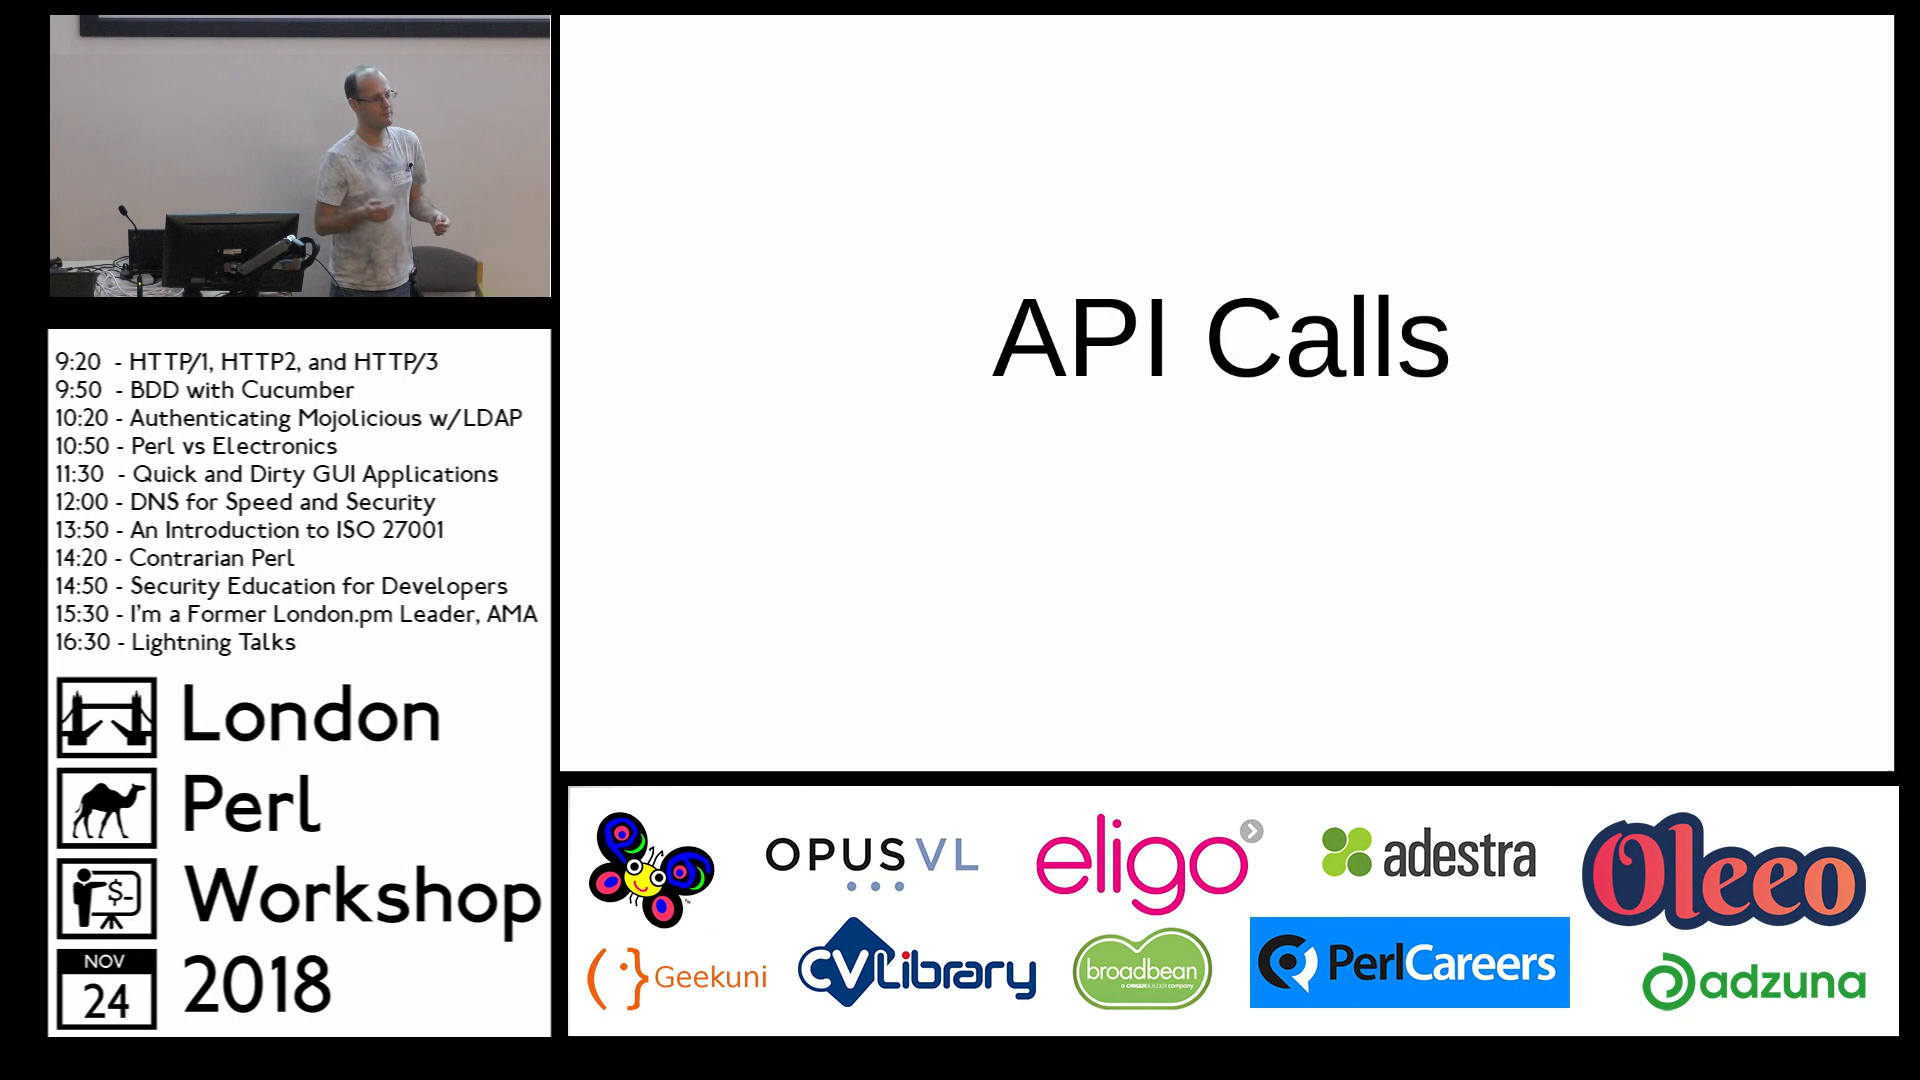 API Calls
9:20 - HTTP/1, HTTP2, and HTTP/3
9:50 - BDD with Cucumber
10:20 - Authenticating Mojolicious w/LDAP
10:50 - Perl vs Electronics
11:30 - Quick and Dirty GUI Applications
12:00 - DNS for Speed and Security
13:50 - An Introduction to ISO 27001
14:20 - Contrarian Perl
14:50 - Security Education for Developers
15:30 - I'm a Former London.pm Leader, AMA
16:30 - Lightning Talks
London
Perl
$-
Workshop
NOV
24
2018
OPUS VL
eligo
adestra
Oleeo
Geekuni
CVLibrary
broadbean
a CAREERBUILDER company
PerlCareers
adzuna